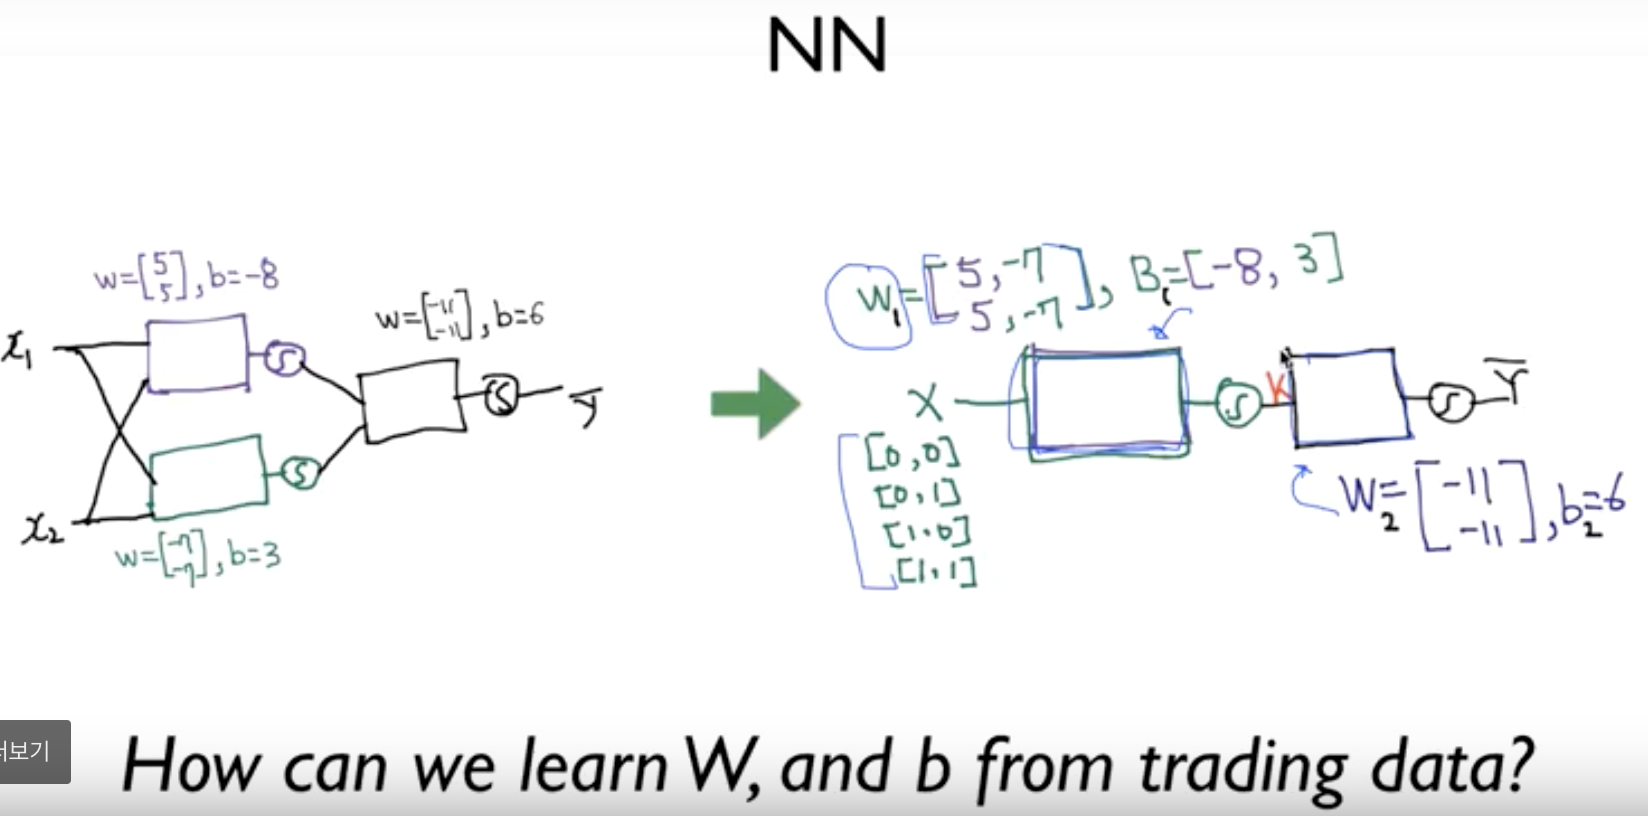 NN
w=[5 5], b=-8
w=[-11 -11], b=6
x₁
S
S
ȳ
x₂
S
w=[-7 -7], b=3
W₁=[5,-7 5,-7], B₁=[-8, 3]
X
S
K
S
Ȳ
[0,0]
[0,1]
[1.0]
[1,1]
W₂=[-11 -11], b₂=6
보기
How can we learn W, and b from trading data?